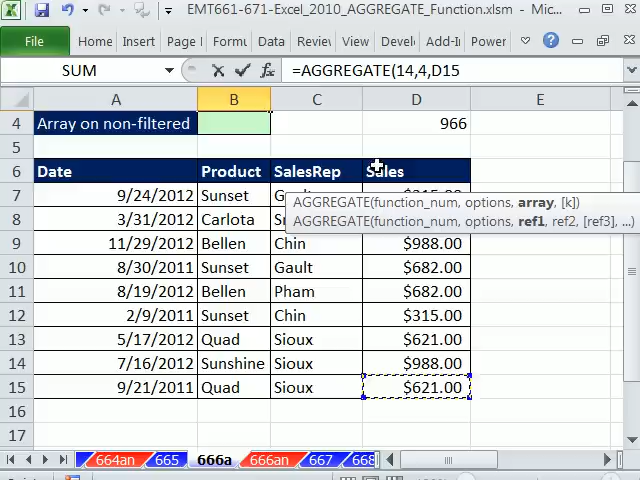 EMT661-671-Excel_2010_AGGREGATE_Function.xlsm - Mic...
File Home Insert Page Formul Data Review View Add-In
SUM fx =AGGREGATE(14,4,D15
A B C D E
4 Array on non-filtered 966
5
6 Date Product SalesRep Sales
7 9/24/2012 Sunset
AGGREGATE(function_num, options, array, [k])
8 3/31/2012 Carlota
AGGREGATE(function_num, options, ref1, ref2, [ref3], ...)
9 11/29/2012 Bellen Chin $988.00
10 8/30/2011 Sunset Gault $682.00
11 8/19/2012 Bellen Pham $682.00
12 2/9/2011 Sunset Chin $315.00
13 5/17/2012 Quad Sioux $621.00
14 7/16/2012 Sunshine Sioux $988.00
15 9/21/2011 Quad Sioux $621.00
16
17
664an 665 666a 666an 667 668